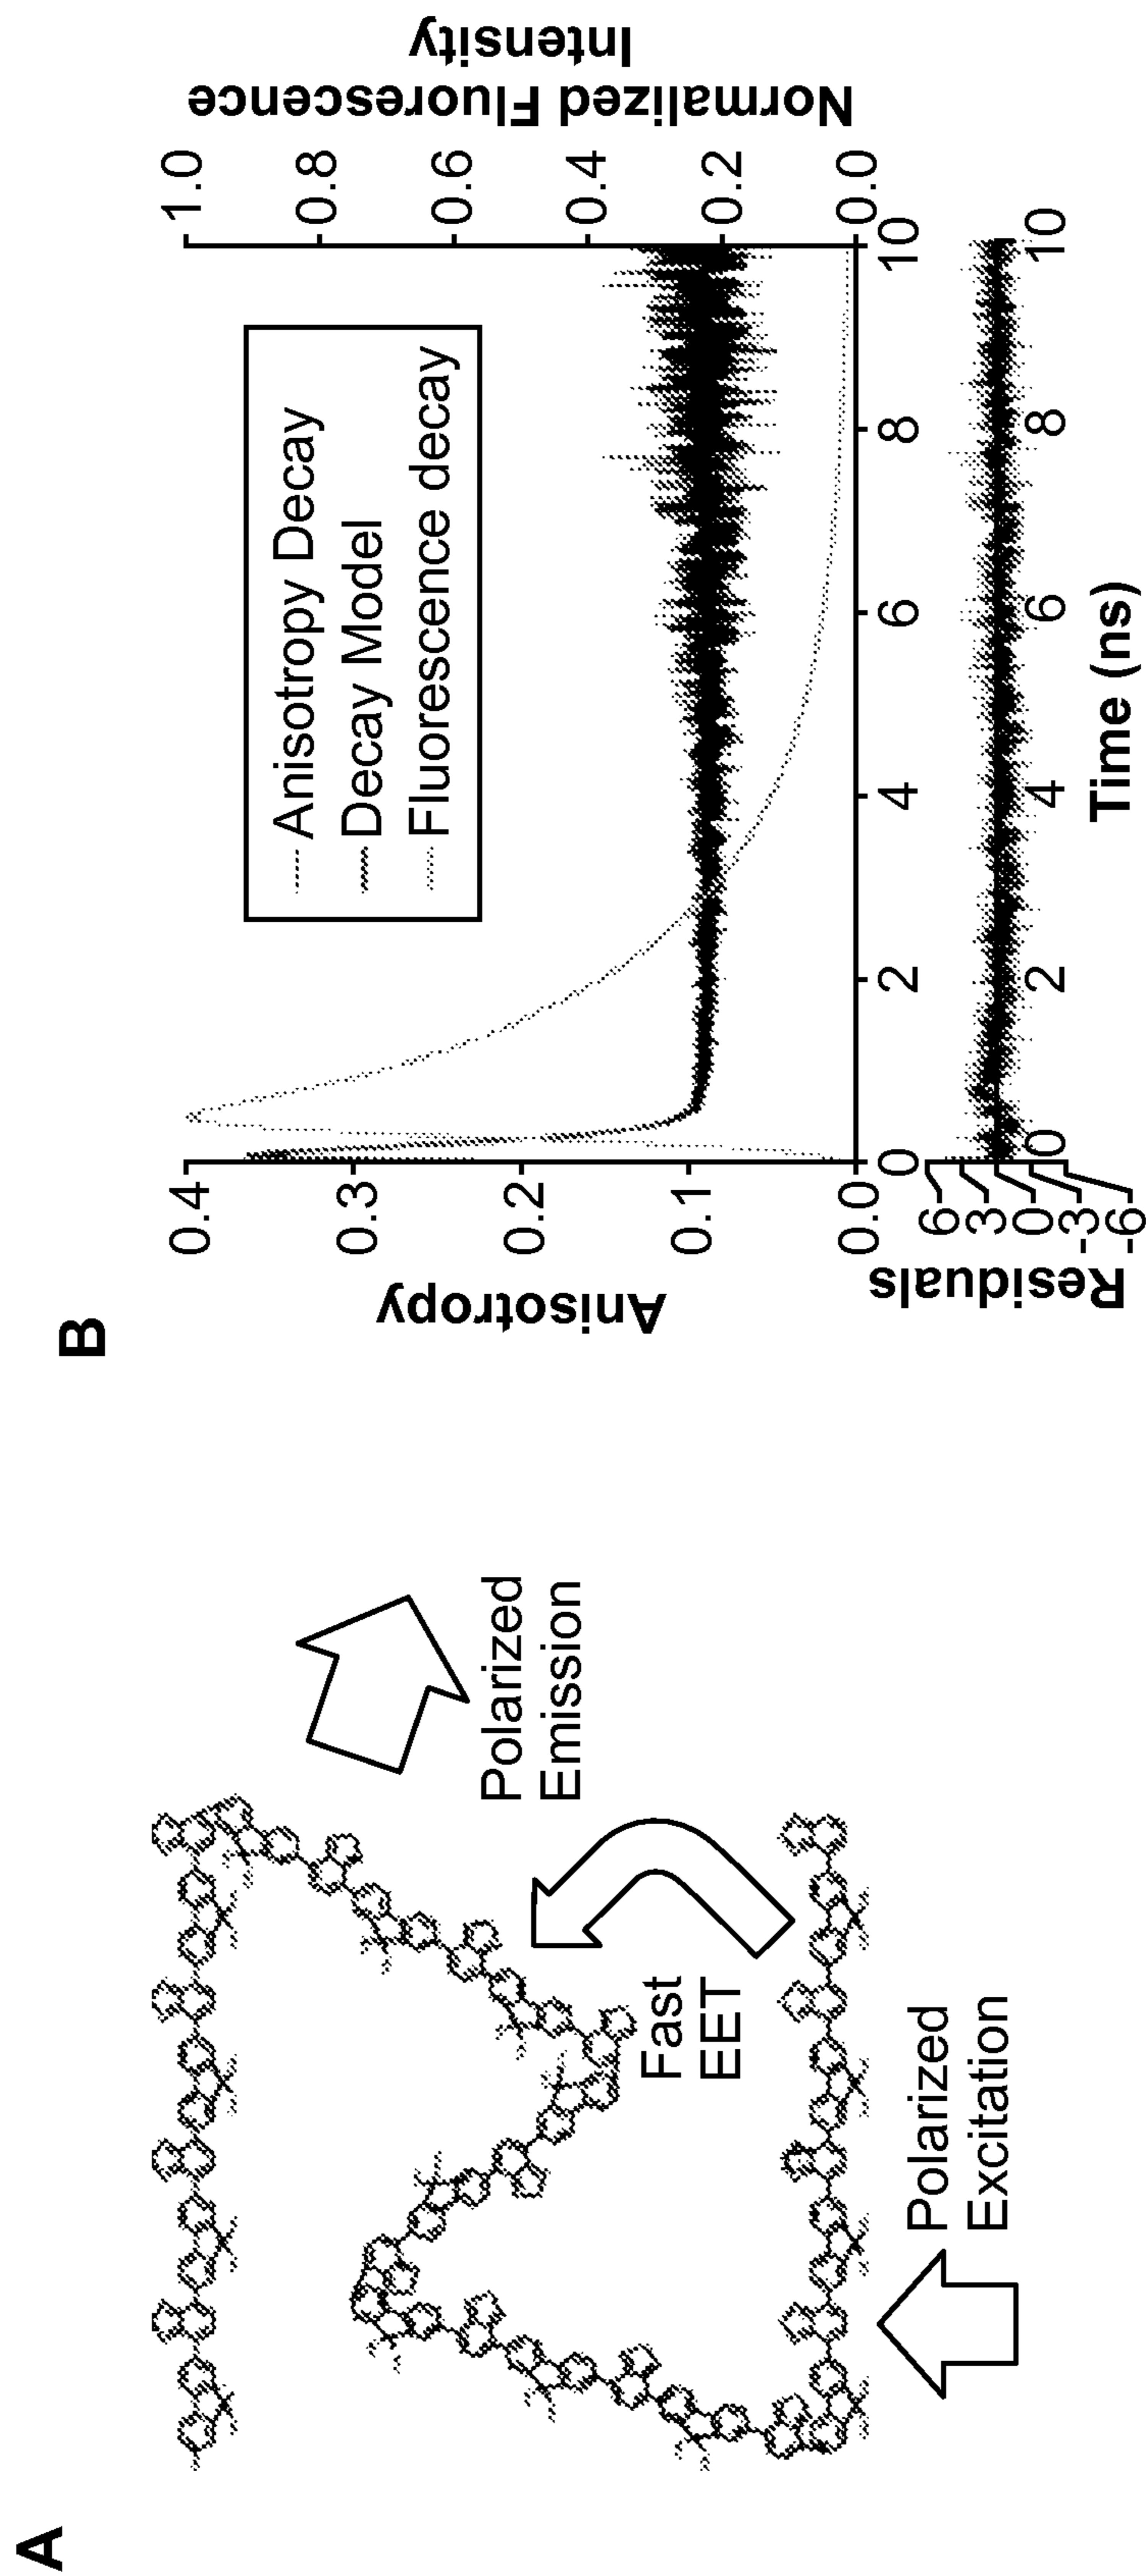 A
Polarized
Excitation
Fast
EET
Polarized
Emission
B
Anisotropy
0.4
0.3
0.2
0.1
0.0
Anisotropy Decay
Decay Model
Fluorescence decay
Normalized Fluorescence
Intensity
1.0
0.8
0.6
0.4
0.2
0.0
0 2 4 6 8 10
Residuals
6
3
0
-3
-6
0 2 4 6 8 10
Time (ns)